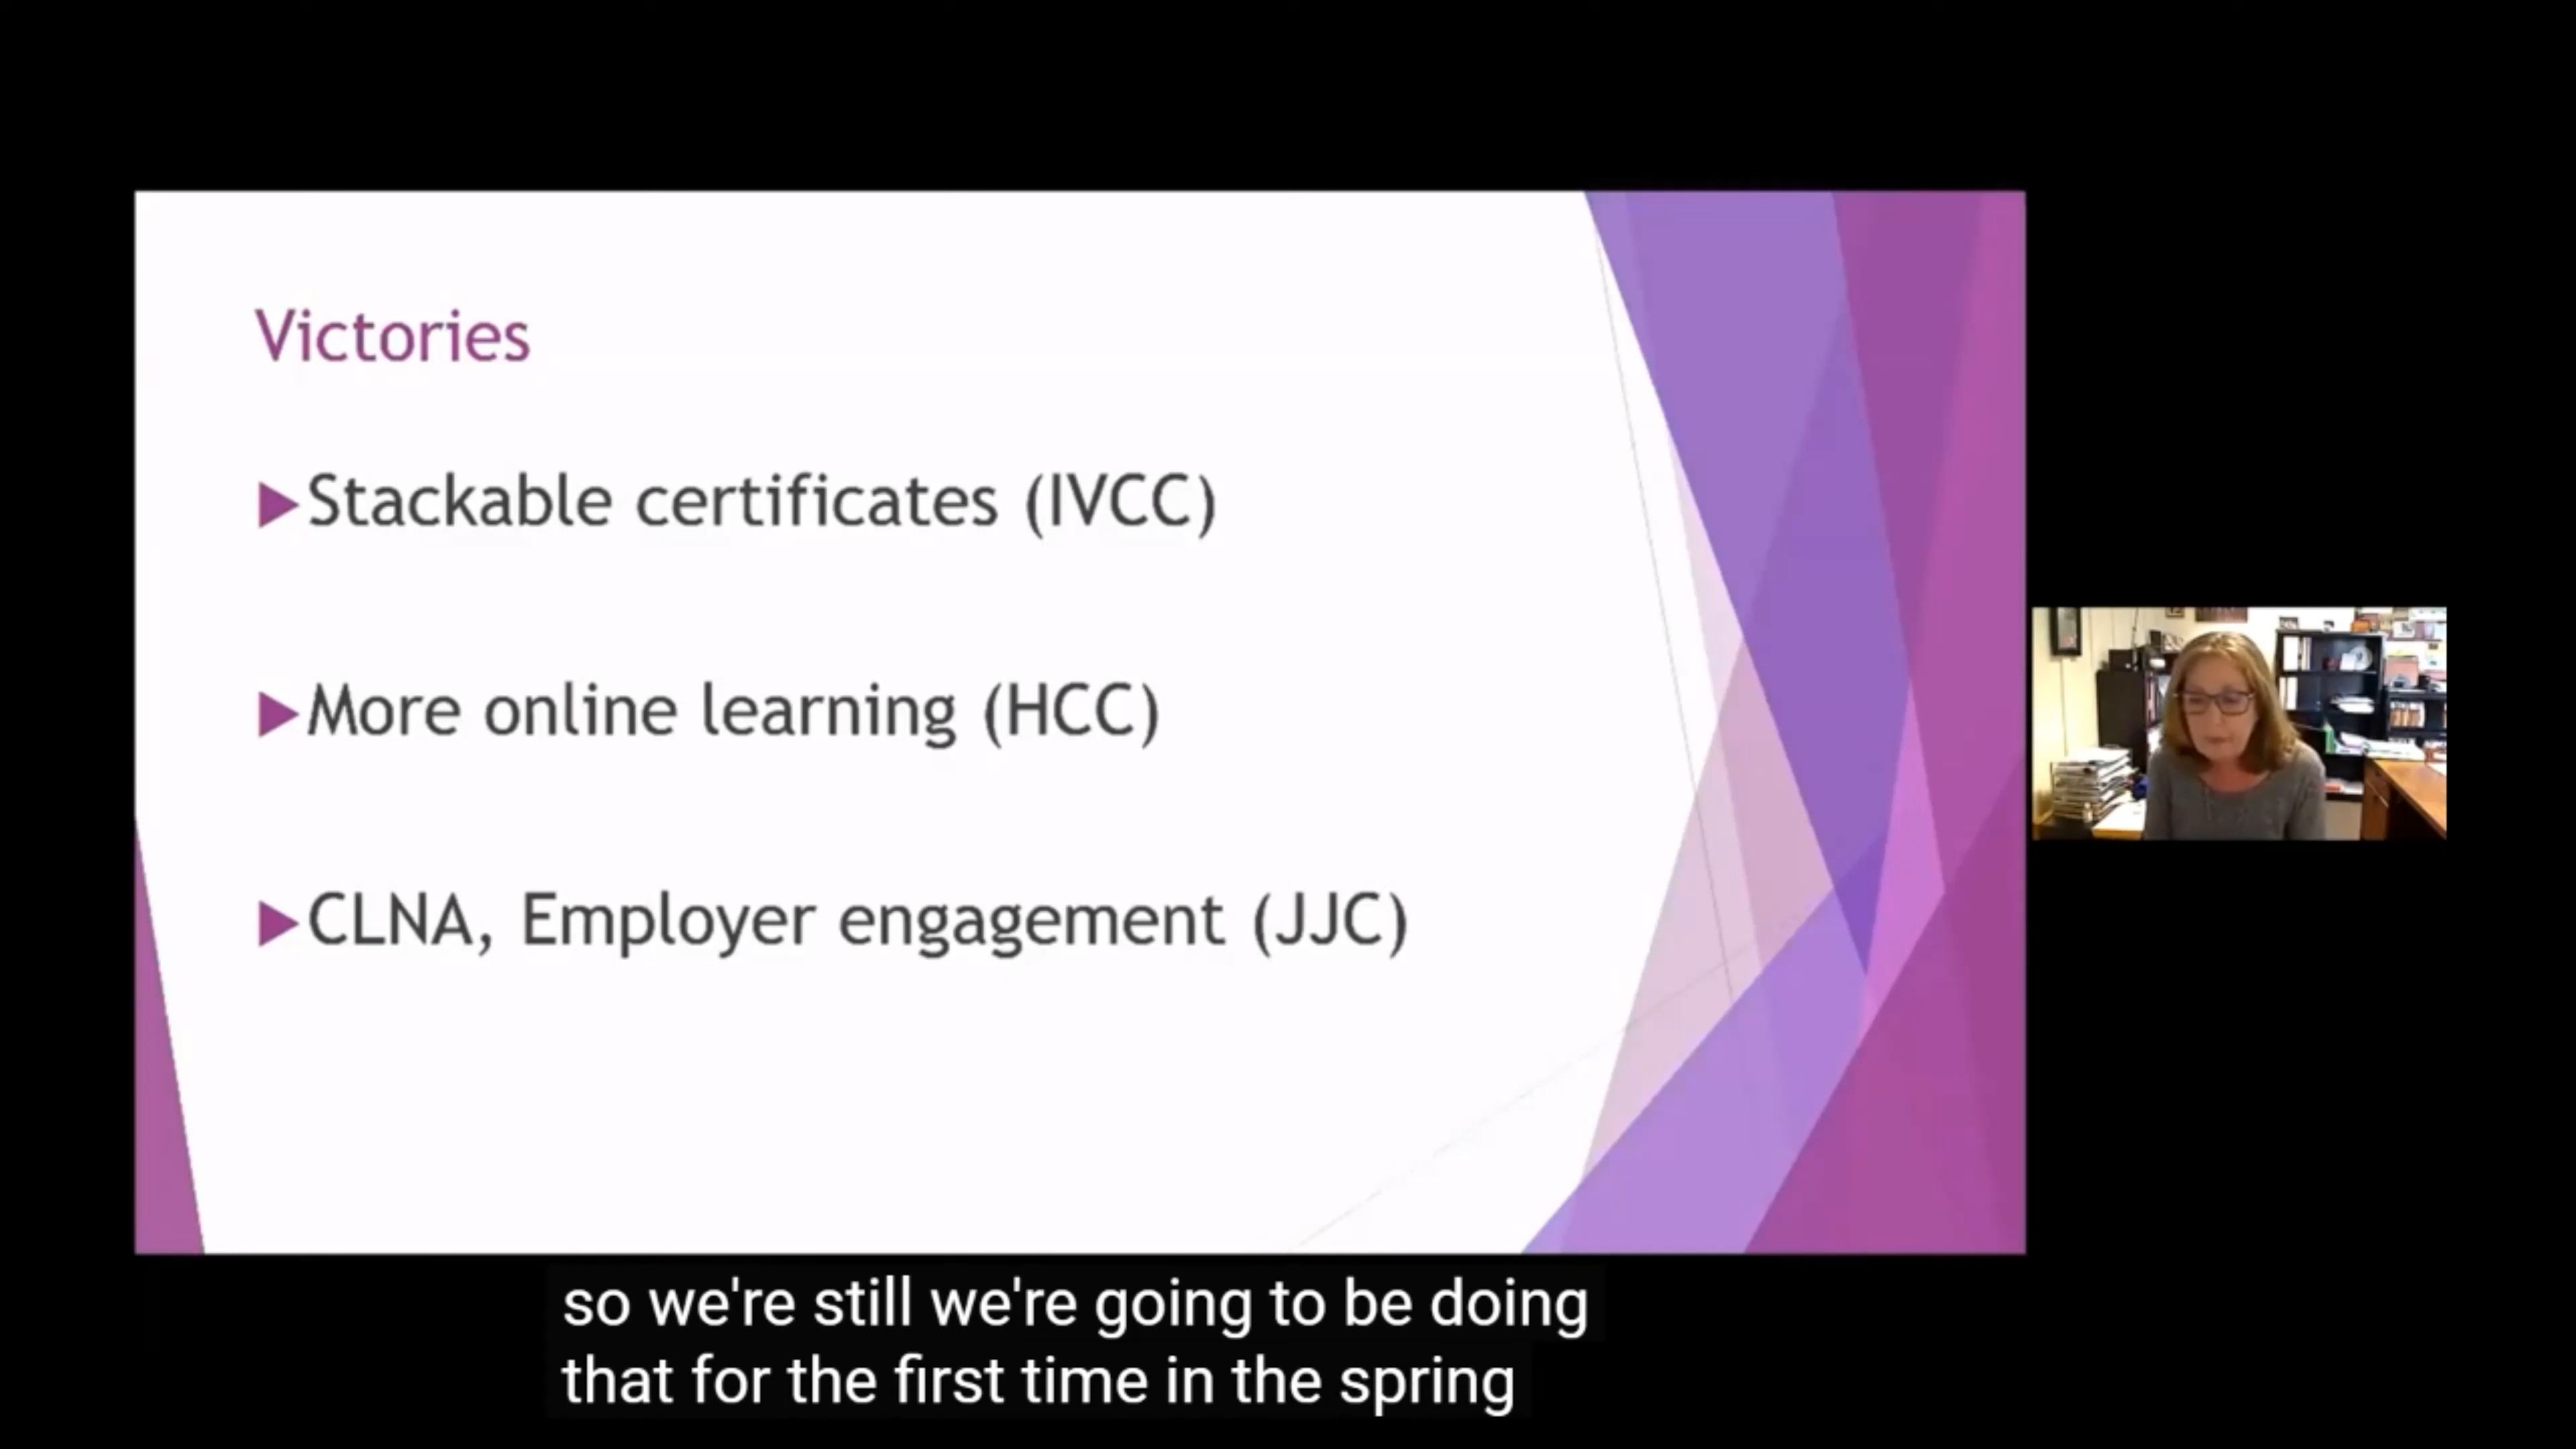 Victories
Stackable certificates (IVCC)
More online learning (HCC)
CLNA, Employer engagement (JJC)
so we're still we're going to be doing
that for the first time in the spring